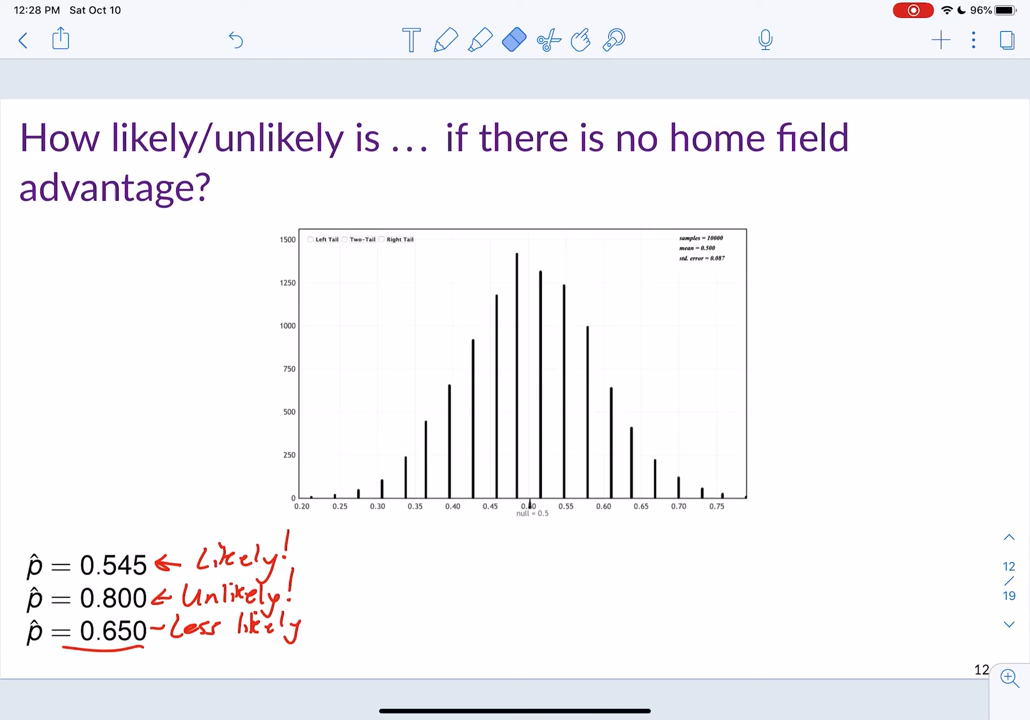 12:28 PM Sat Oct 10 96%
How likely/unlikely is … if there is no home field
advantage?
Left Tail Two-Tail Right Tail
samples = 10000
mean = 0.500
std. error = 0.087
1500
1250
1000
750
500
250
0
0.20 0.25 0.30 0.35 0.40 0.45 0.50 0.55 0.60 0.65 0.70 0.75
null = 0.5
p̂ = 0.545 ← Likely!
p̂ = 0.800 ← Unlikely!
p̂ = 0.650 – Less likely
12
/
19
12